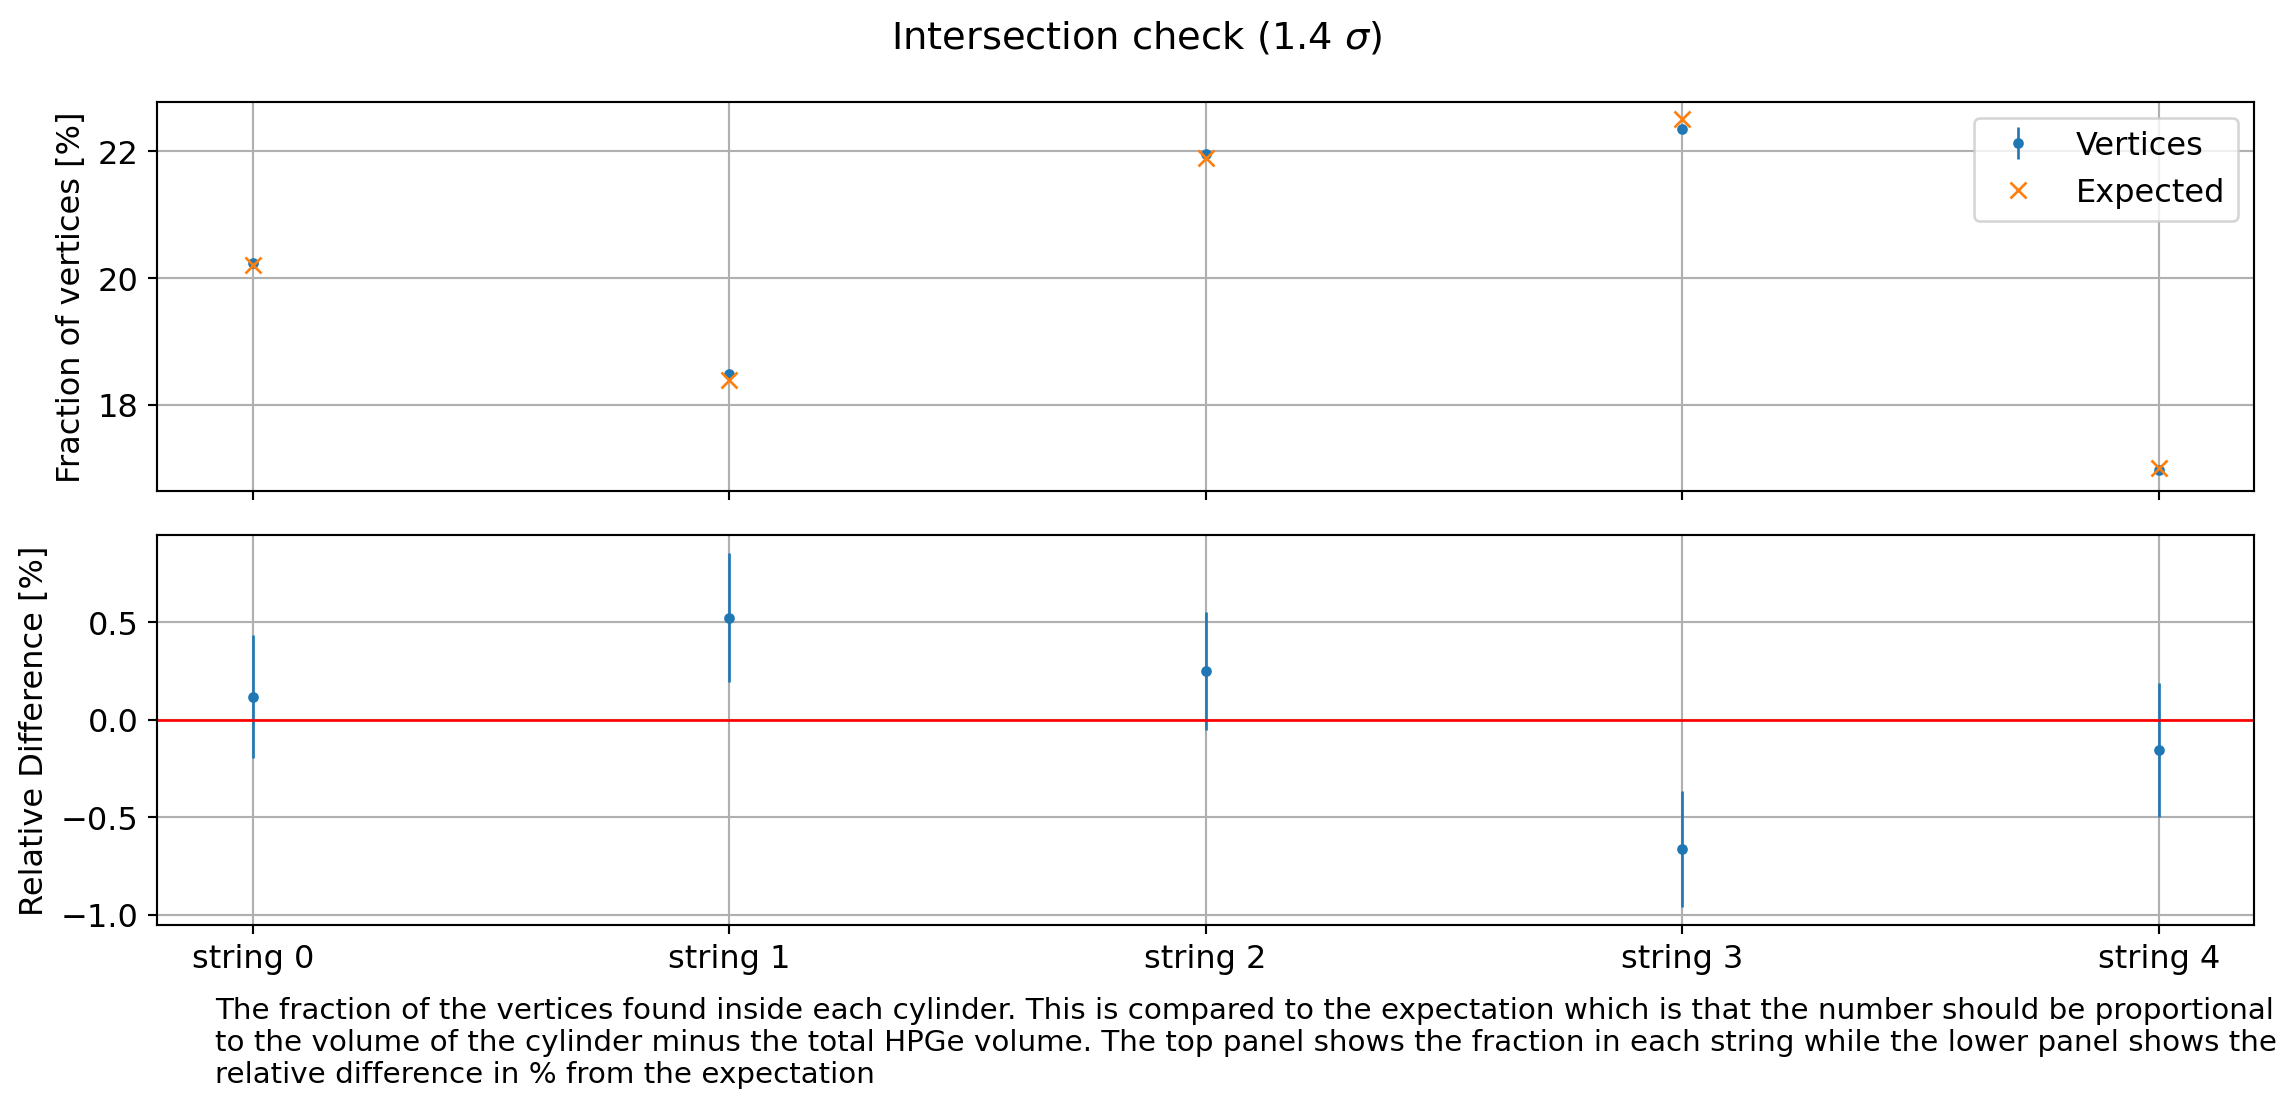 Intersection check (1.4 σ)
Fraction of vertices [%]
22
20
18
Vertices
Expected
Relative Difference [%]
0.5
0.0
−0.5
−1.0
string 0
string 1
string 2
string 3
string 4
The fraction of the vertices found inside each cylinder. This is compared to the expectation which is that the number should be proportional
to the volume of the cylinder minus the total HPGe volume. The top panel shows the fraction in each string while the lower panel shows the
relative difference in % from the expectation